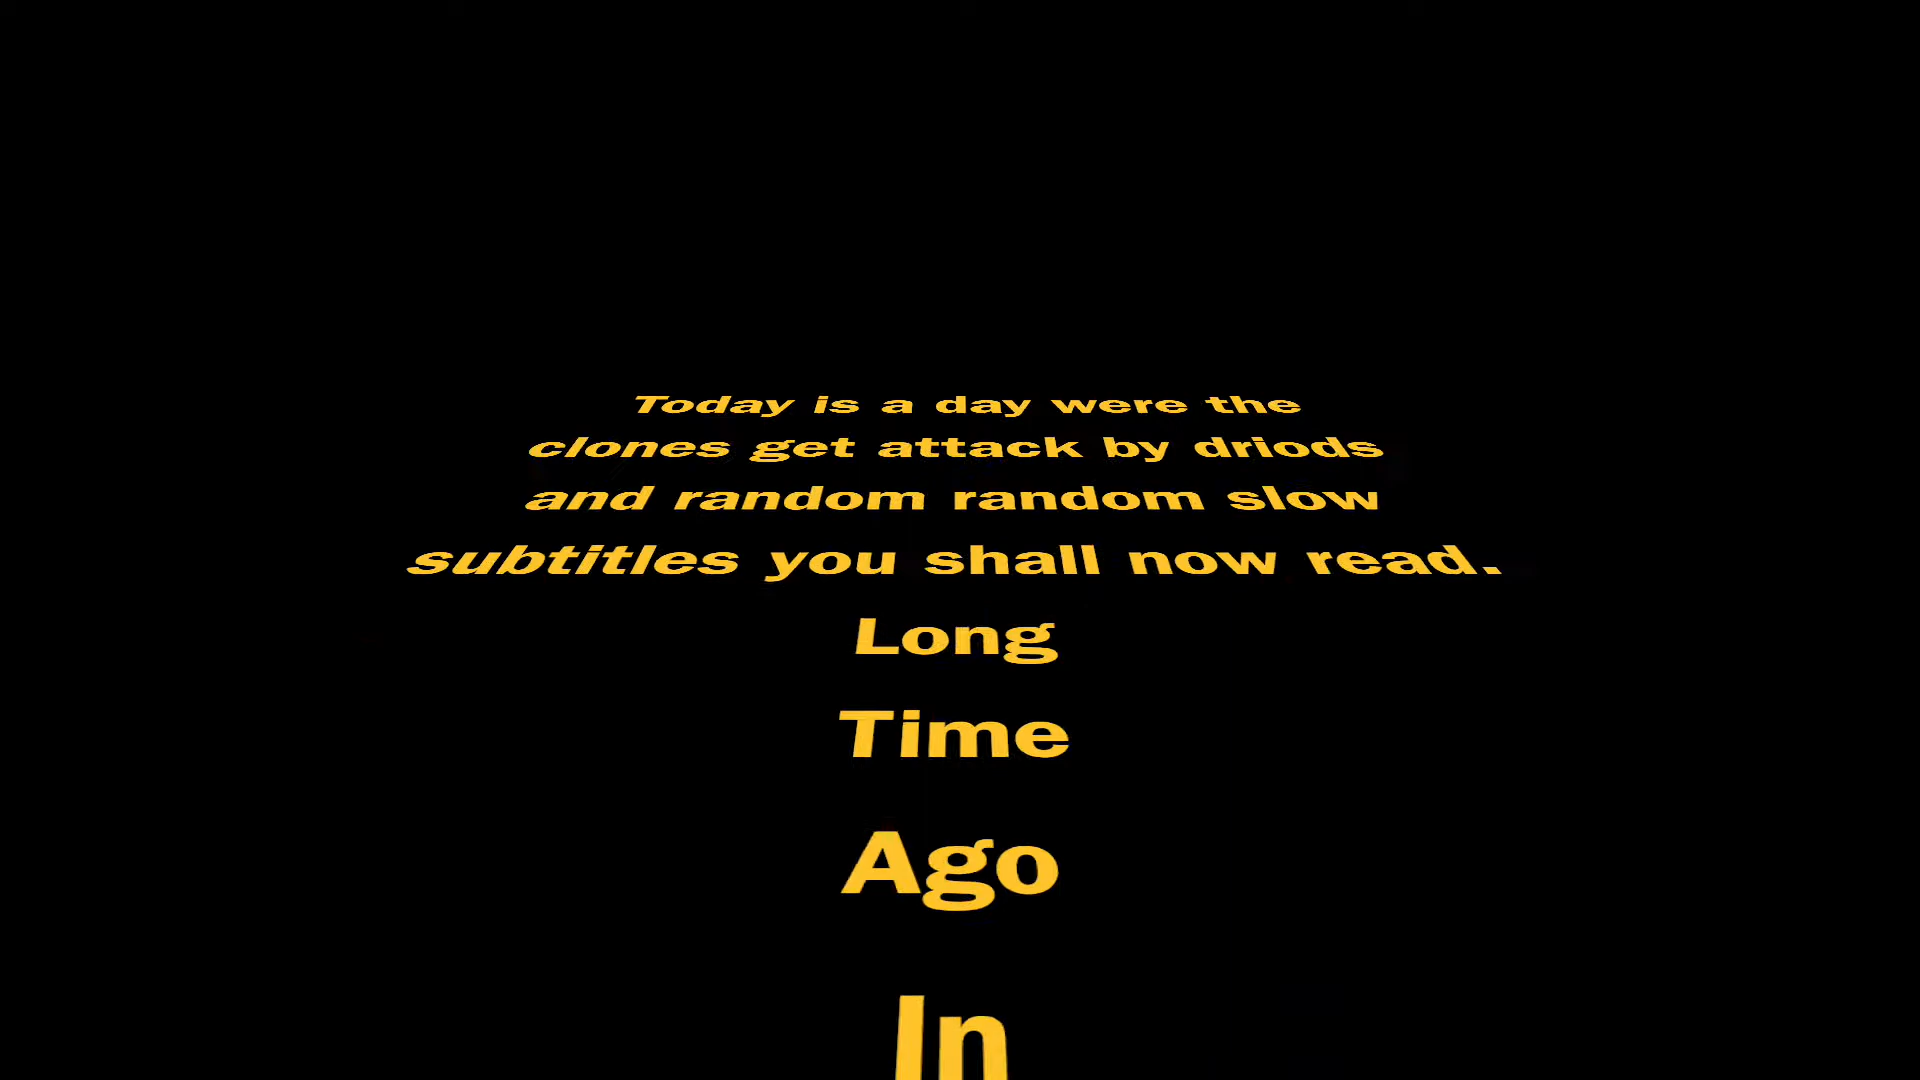 Today is a day were the
clones get attack by driods
and random random slow
subtitles you shall now read.
Long
Time
Ago
In